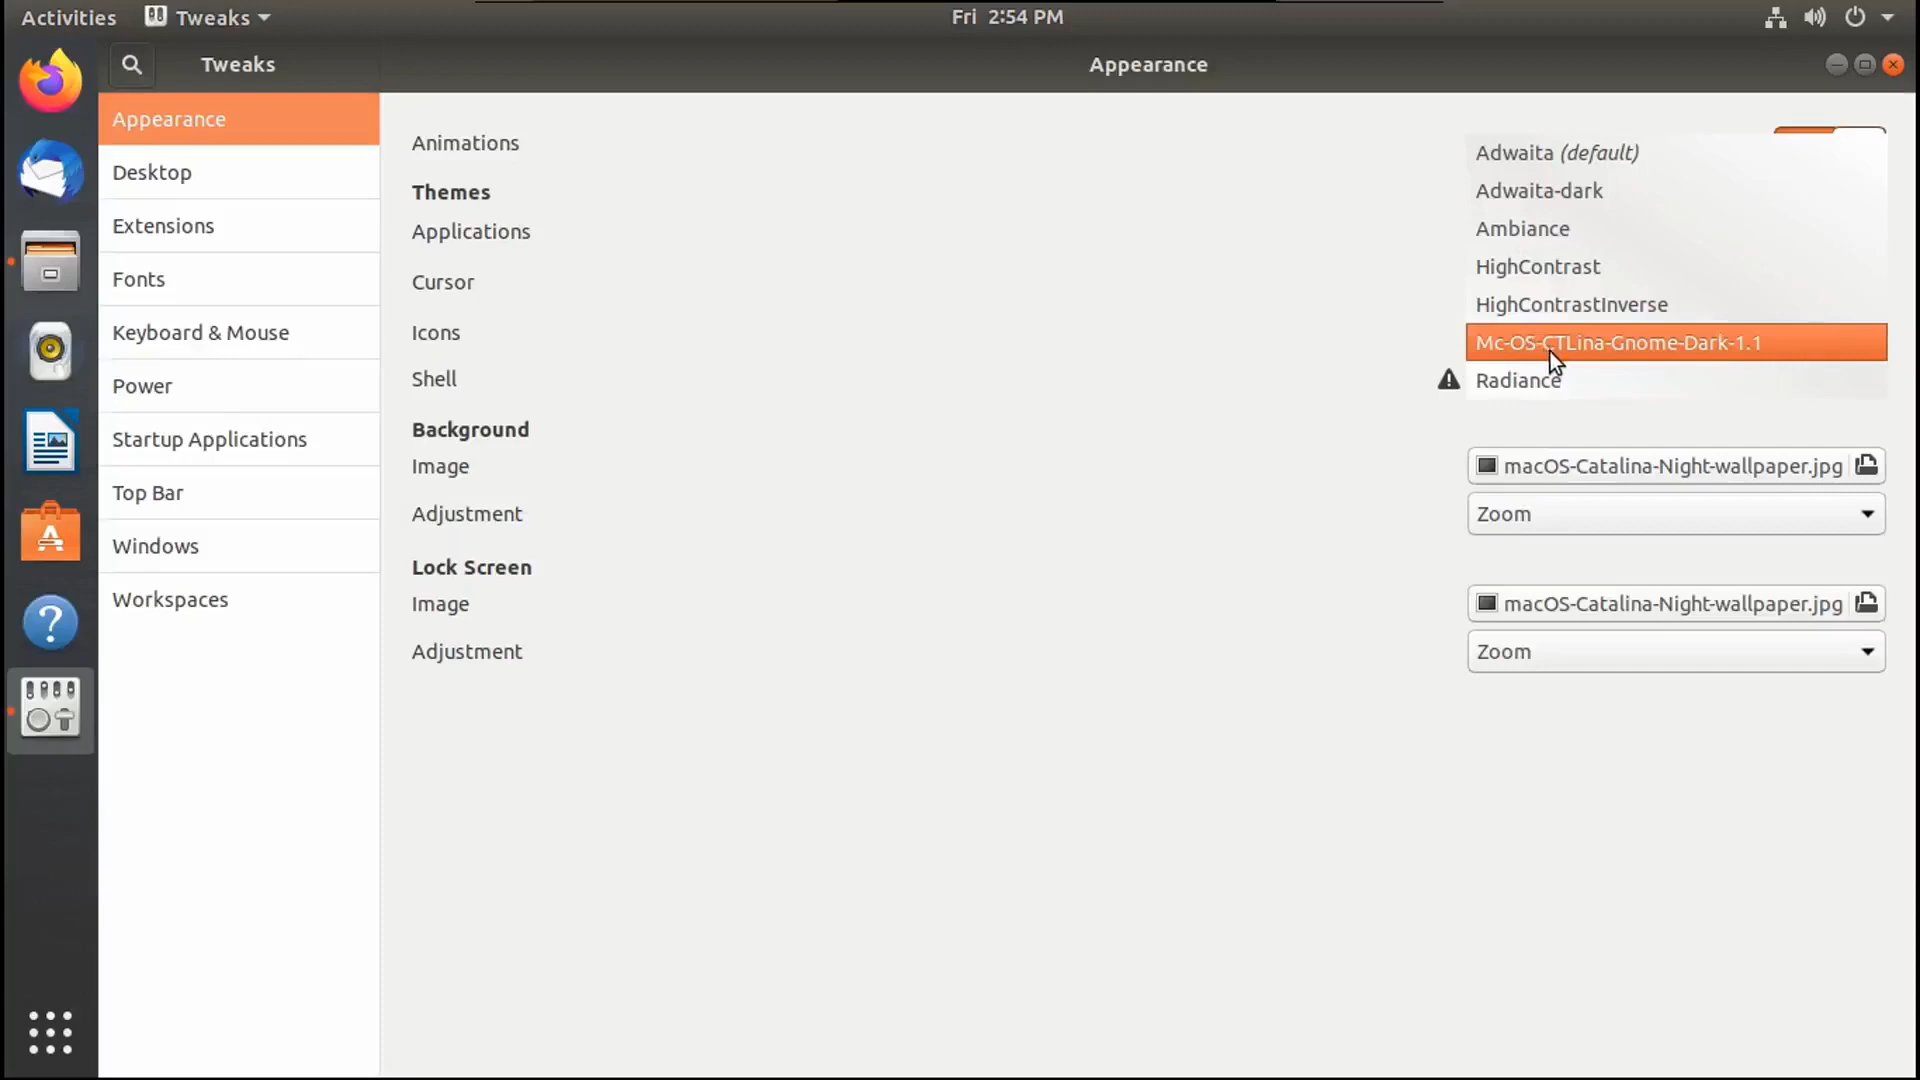 Activities
Tweaks
Fri 2:54 PM
Tweaks
Appearance
Appearance
Desktop
Extensions
Fonts
Keyboard & Mouse
Power
Startup Applications
Top Bar
Windows
Workspaces
Animations
Themes
Applications
Cursor
Icons
Shell
Adwaita (default)
Adwaita-dark
Ambiance
HighContrast
HighContrastInverse
Mc-OS-CTLina-Gnome-Dark-1.1
Radiance
Background
Image
macOS-Catalina-Night-wallpaper.jpg
Adjustment
Zoom
Lock Screen
Image
macOS-Catalina-Night-wallpaper.jpg
Adjustment
Zoom